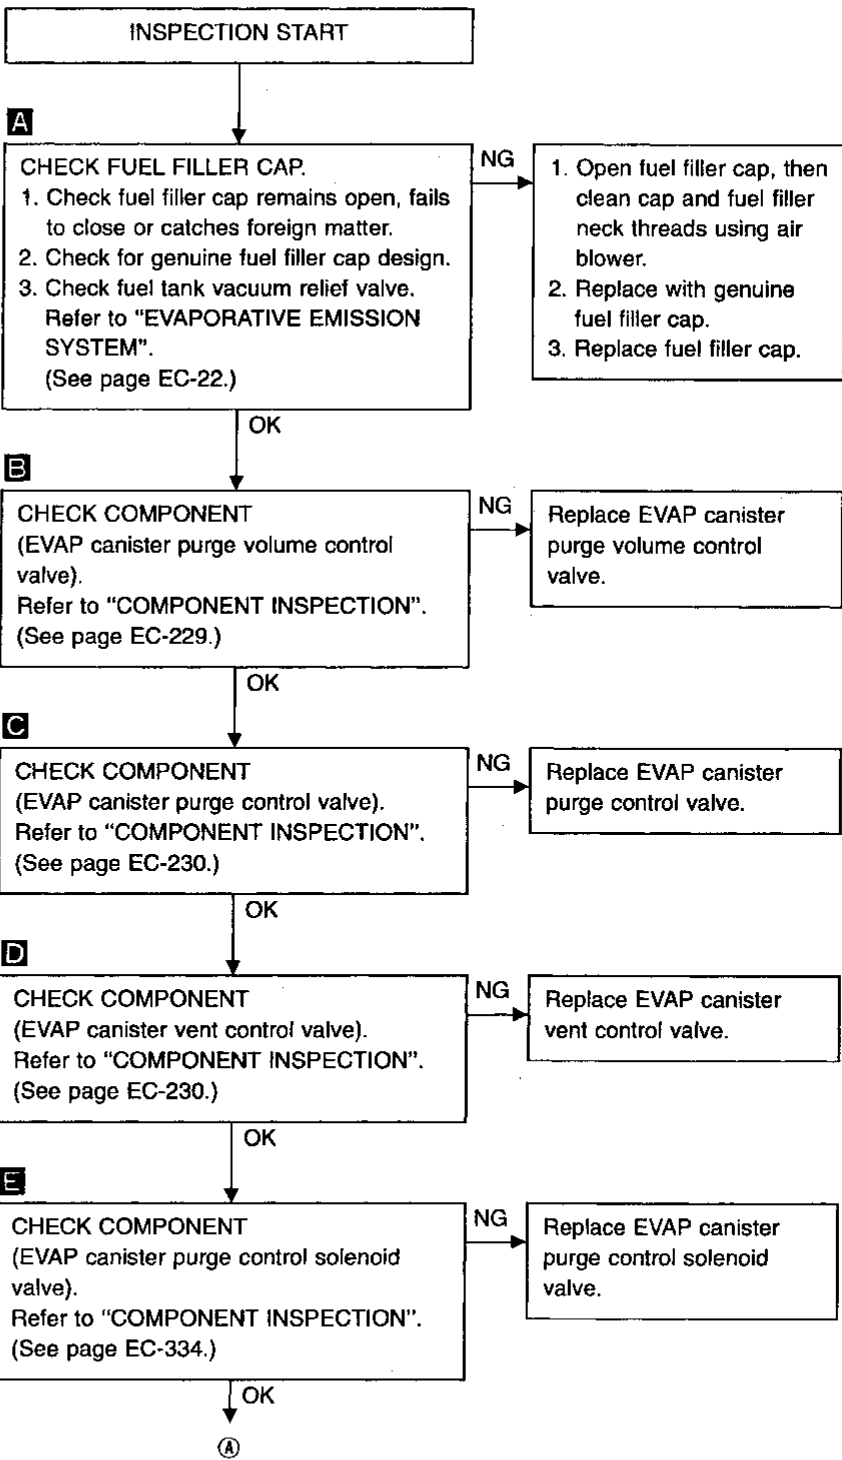 INSPECTION START
A
CHECK FUEL FILLER CAP.
1. Check fuel filler cap remains open, fails
to close or catches foreign matter.
2. Check for genuine fuel filler cap design.
3. Check fuel tank vacuum relief valve.
Refer to "EVAPORATIVE EMISSION
SYSTEM".
(See page EC-22.)
NG
1. Open fuel filler cap, then
clean cap and fuel filler
neck threads using air
blower.
2. Replace with genuine
fuel filler cap.
3. Replace fuel filler cap.
OK
B
CHECK COMPONENT
(EVAP canister purge volume control
valve).
Refer to "COMPONENT INSPECTION".
(See page EC-229.)
NG
Replace EVAP canister
purge volume control
valve.
OK
C
CHECK COMPONENT
(EVAP canister purge control valve).
Refer to "COMPONENT INSPECTION".
(See page EC-230.)
NG
Replace EVAP canister
purge control valve.
OK
D
CHECK COMPONENT
(EVAP canister vent control valve).
Refer to "COMPONENT INSPECTION".
(See page EC-230.)
NG
Replace EVAP canister
vent control valve.
OK
E
CHECK COMPONENT
(EVAP canister purge control solenoid
valve).
Refer to "COMPONENT INSPECTION".
(See page EC-334.)
NG
Replace EVAP canister
purge control solenoid
valve.
OK
Ⓐ